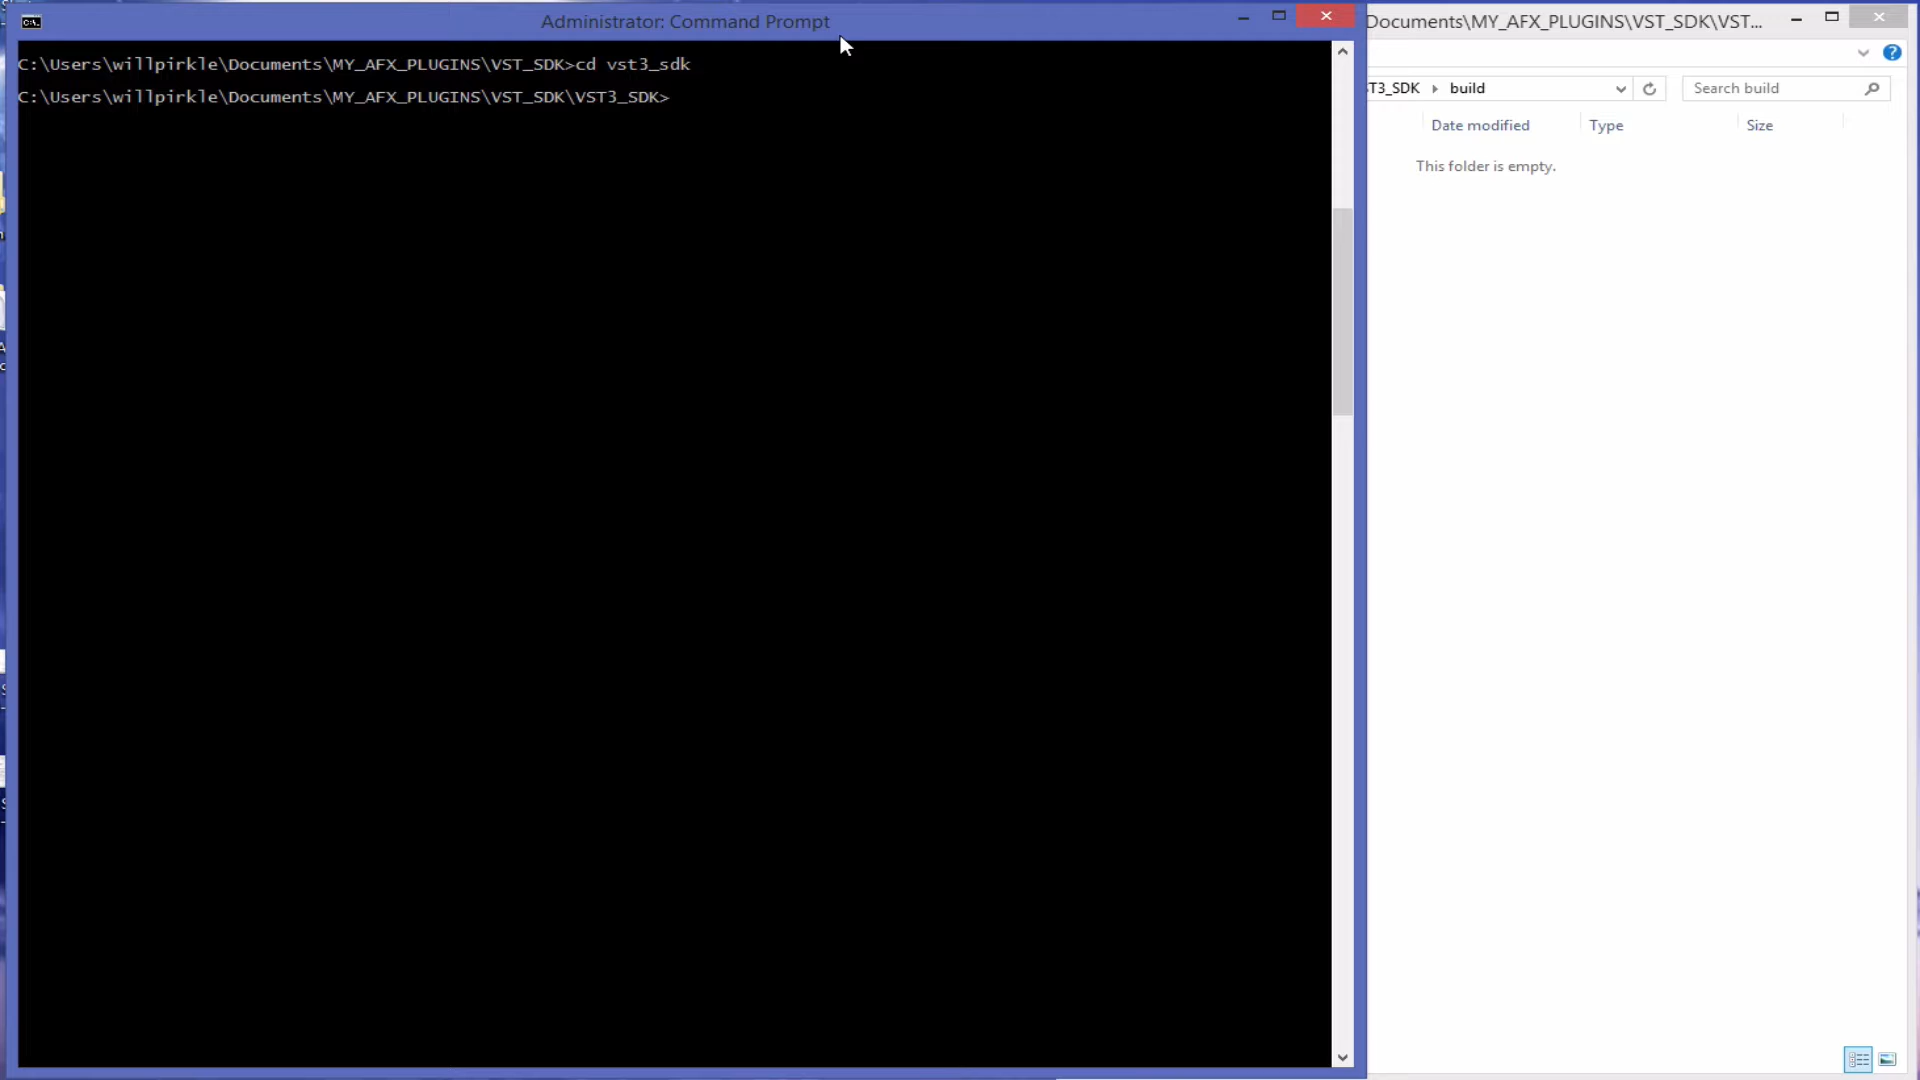 Administrator: Command Prompt
C:\Users\willpirkle\Documents\MY_AFX_PLUGINS\VST_SDK>cd vst3_sdk
C:\Users\willpirkle\Documents\MY_AFX_PLUGINS\VST_SDK\VST3_SDK>
Documents\MY_AFX_PLUGINS\VST_SDK\VST...
T3_SDK build
Search build
Date modified Type Size
This folder is empty.